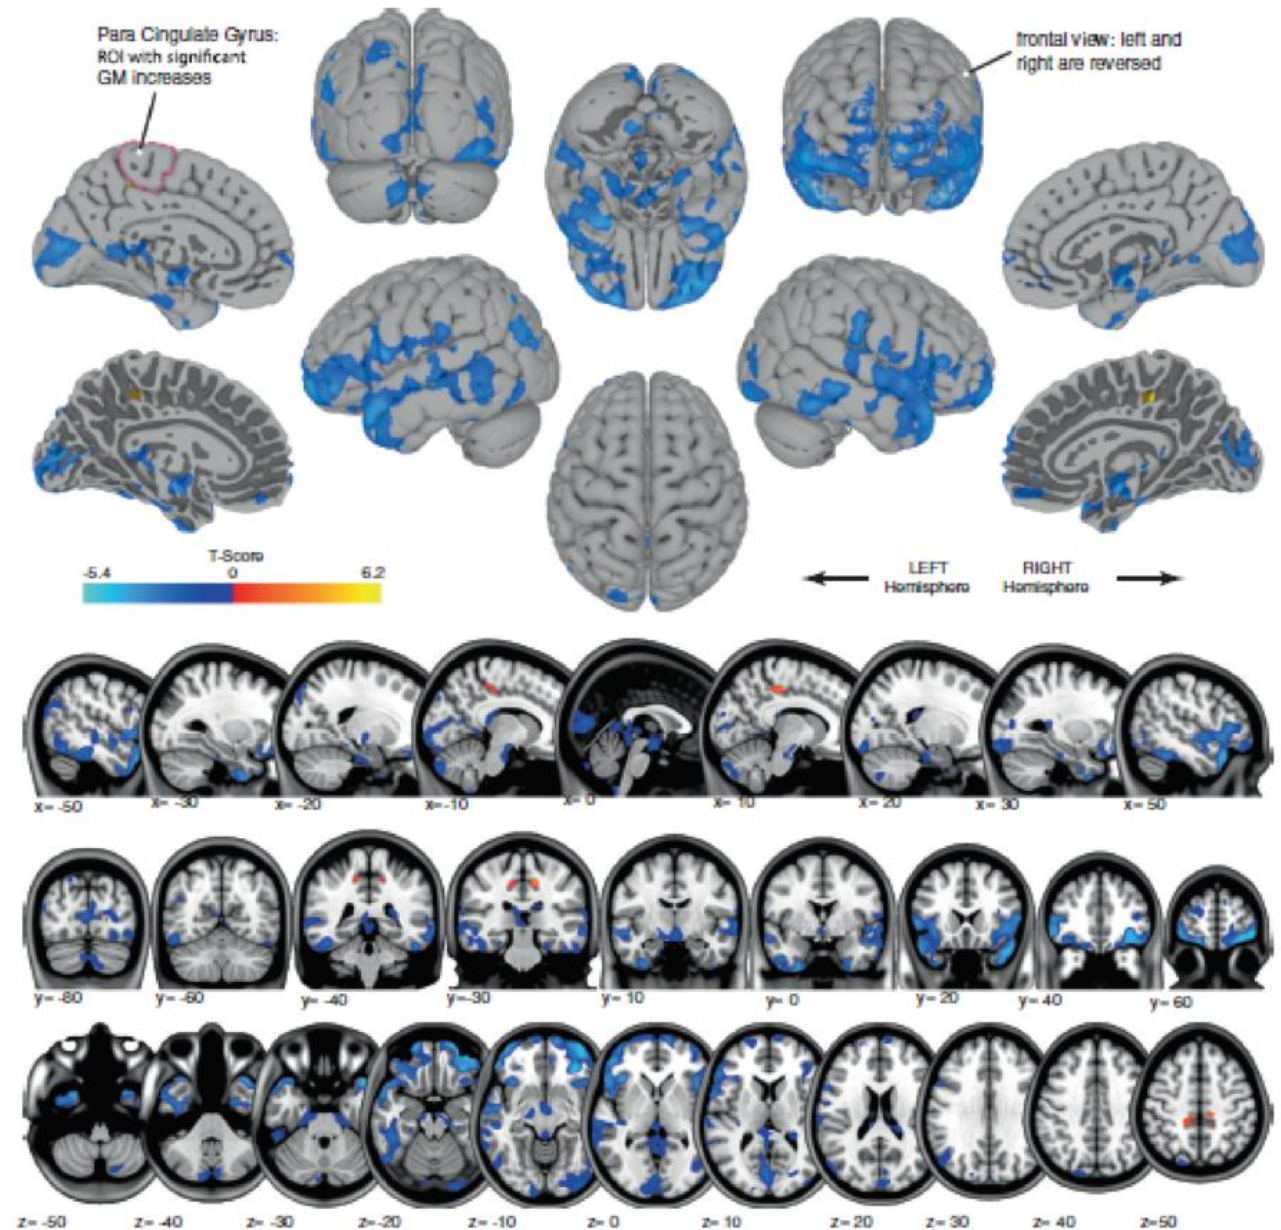 Para Cingulate Gyrus:
ROI with significant
GM increases
frontal view: left and
right are reversed
T-Score
-5.4 0 6.2
LEFT RIGHT
Hemisphere Hemisphere
x= -50 x= -30 x= -20 x=-10 x= 0 x= 10 x= 20 x= 30 x= 50
y= -80 y= -60 y= -40 y=-30 y= 10 y= 0 y= 20 y= 40 y= 60
z= -50 z= -40 z= -30 z=-20 z= -10 z= 0 z= 10 z= 20 z= 30 z= 40 z=50